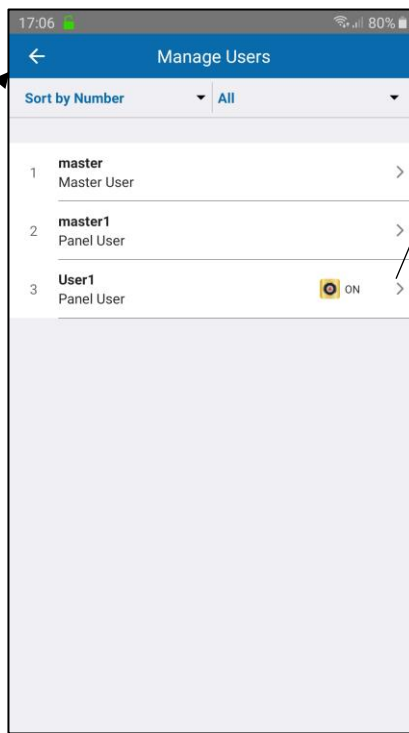 17:06 80%
Manage Users
Sort by Number All
1 master
Master User
2 master1
Panel User
3 User1
Panel User
ON